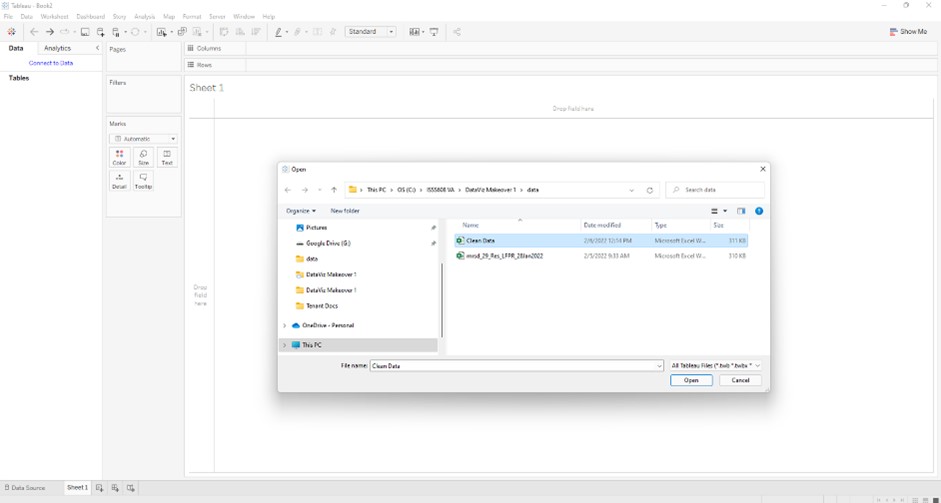 Tableau - Book2
File Data Worksheet Dashboard Story Analysis Map Format Server Window Help
Standard
Show Me
Data Analytics
Pages
Columns
Connect to Data
Rows
Tables
Filters
Sheet 1
Drop field here
Marks
Automatic
Color Size Text
Detail Tooltip
Drop
field
here
Open
This PC > OS (C:) > ISSS608 VA > DataViz Makeover 1 > data
Search data
Organize New folder
Name Date modified Type Size
Pictures
Google Drive (G:)
data
DataViz Makeover 1
DataViz Makeover 1
Tenant Docs
OneDrive - Personal
This PC
Clean Data 2/6/2022 12:14 PM Microsoft Excel W... 311 KB
mrsd_29_Res_LFPR_28Jan2022 2/5/2022 9:33 AM Microsoft Excel W... 310 KB
File name: Clean Data
All Tableau Files (*.twb *.twbx *
Open Cancel
Data Source Sheet 1